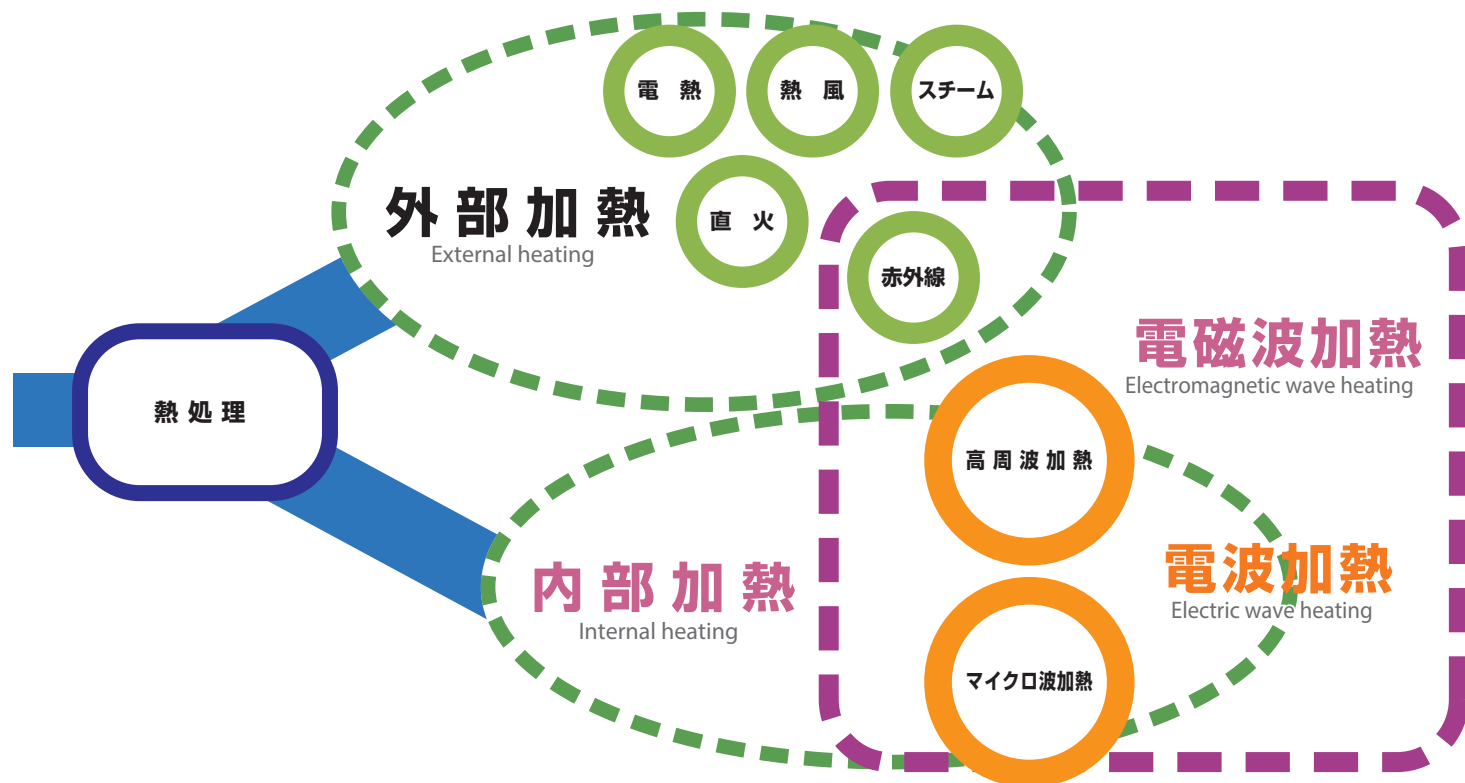 電熱
熱風
スチーム
外部加熱
External heating
直火
赤外線
電磁波加熱
Electromagnetic wave heating
熱処理
高周波加熱
内部加熱
Internal heating
電波加熱
Electric wave heating
マイクロ波加熱